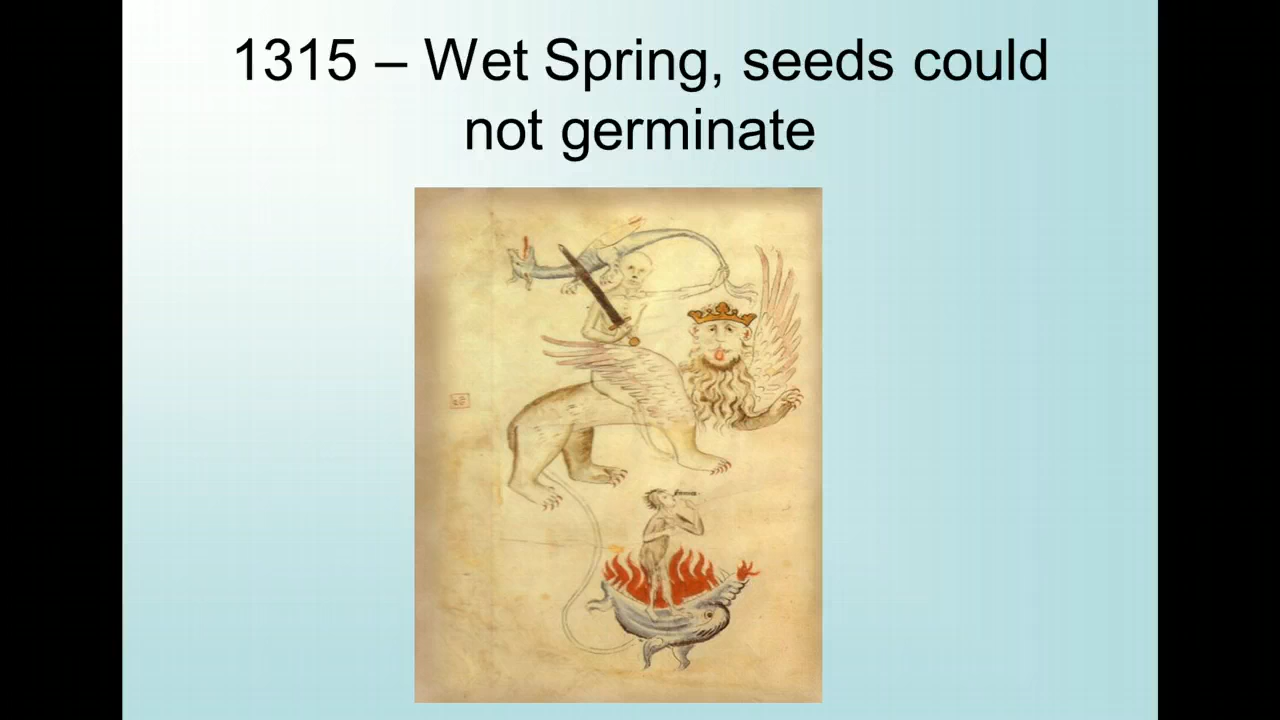 1315 – Wet Spring, seeds could
not germinate